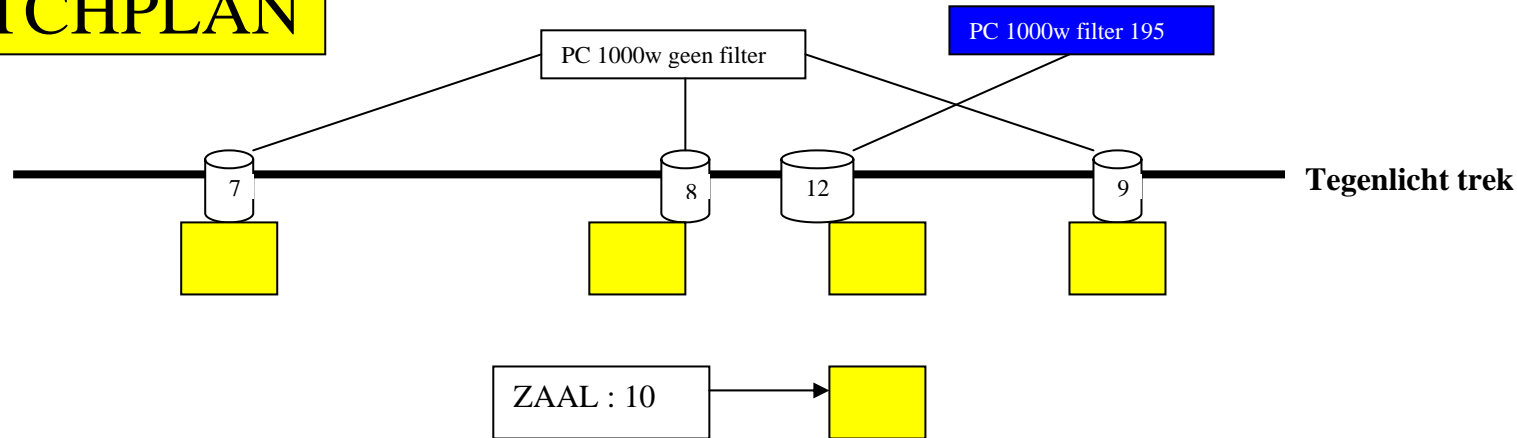 TCHPLAN
PC 1000w filter 195
PC 1000w geen filter
7
8
12
9
Tegenlicht trek
ZAAL : 10